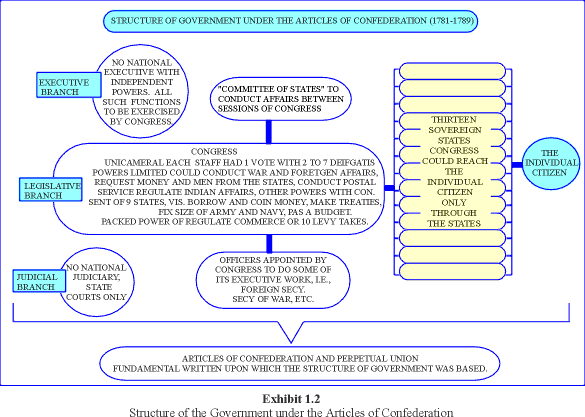 STRUCTURE OF GOVERNMENT UNDER THE ARTICLES OF CONFEDERATION (1781-1789)
EXECUTIVE
BRANCH
NO NATIONAL
EXECUTIVE WITH
INDEPENDENT
POWERS. ALL
SUCH FUNCTIONS
TO BE EXERCISED
BY CONGRESS,
"COMMITTEE OF STATES" TO
CONDUCT AFFAIRS BETWEEN
SESSIONS OF CONGRESS
LEGISLATIVE
BRANCH
CONGRESS
UNICAMERAL EACH STAFF HAD 1 VOTE WITH 2 TO 7 DEIFGATIS
POWERS LIMITED COULD CONDUCT WAR AND FORETGEN AFFAIRS,
REQUEST MONEY AND MEN FROM THE STATES, CONDUCT POSTAL
SERVICE REGULATE INDIAN AFFAIRS, OTHER POWERS WITH CON.
SENT OF 9 STATES, VIS. BORROW AND COIN MONEY, MAKE TREATIES,
FIX SIZE OF ARMY AND NAVY, PAS A BUDGET.
PACKED POWER OF REGULATE COMMERCE OR 10 LEVY TAKES.
THIRTEEN
SOVEREIGN
STATES
CONGRESS
COULD REACH
THE
INDIVIDUAL
CITIZEN
ONLY
THROUGH
THE STATES
THE
INDIVIDUAL
CITIZEN
JUDICIAL
BRANCH
NO NATIONAL
JUDICIARY,
STATE
COURTS ONLY
OFFICERS APPOINTED BY
CONGRESS TO DO SOME OF
ITS EXECUTIVE WORK, I.E.,
FOREIGN SECY.
SECY OF WAR, ETC.
ARTICLES OF CONFEDERATION AND PERPETUAL UNION
FUNDAMENTAL WRITTEN UPON WHICH THE STRUCTURE OF GOVERNMENT WAS BASED.
Exhibit 1.2
Structure of the Government under the Articles of Confederation